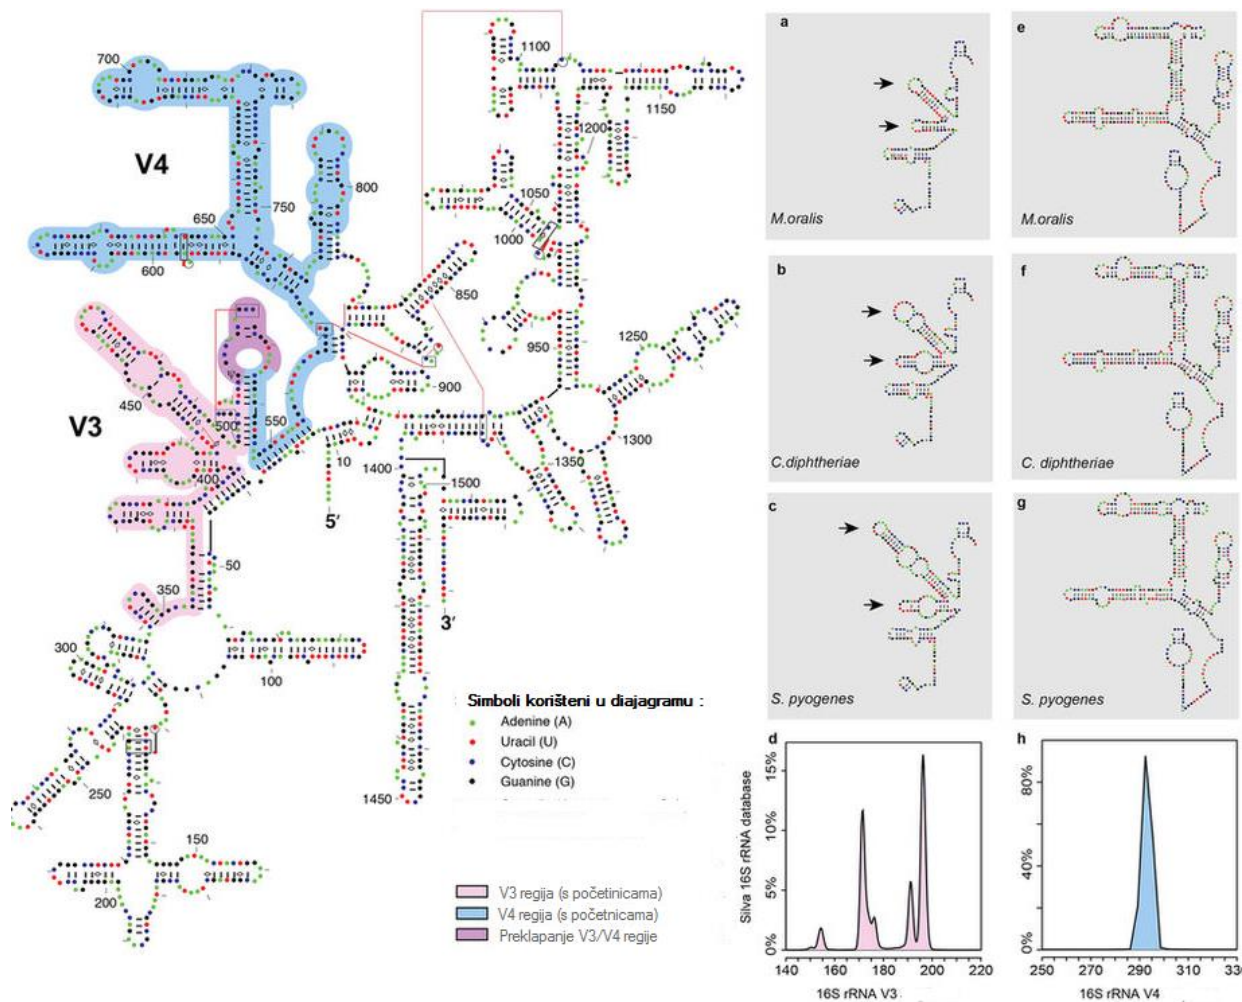 700
V4
650
600
750
800
V3
450
500
550
400
350
50
300
100
250
150
200
10
5'
1400
1500
3'
1450
1100
1150
1200
1050
1000
950
850
900
1250
1300
1350
Simboli korišteni u diajagramu :
Adenine (A)
Uracil (U)
Cytosine (C)
Guanine (G)
V3 regija (s početinicama)
V4 regija (s početnicama)
Preklapanje V3/V4 regije
a
M.oralis
b
C.diphtheriae
c
S. pyogenes
d
Silva 16S rRNA database
15%
10%
5%
0%
140 160 180 200 220
16S rRNA V3
e
M.oralis
f
C. diphtheriae
g
S. pyogenes
h
80%
40%
0%
250 270 290 310 330
16S rRNA V4